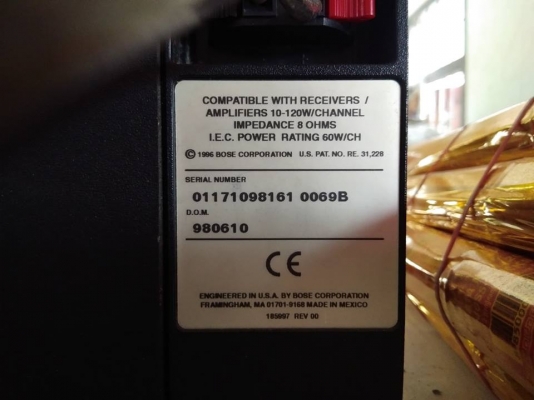 COMPATIBLE WITH RECEIVERS /
AMPLIFIERS 10-120W/CHANNEL
IMPEDANCE 8 OHMS
I.E.C. POWER RATING 60W/CH
© 1996 BOSE CORPORATION U.S. PAT. NO. RE. 31,228
SERIAL NUMBER
01171098161 0069B
D.O.M.
980610
CE
ENGINEERED IN U.S.A. BY BOSE CORPORATION
FRAMINGHAM, MA 01701-9168 MADE IN MEXICO
REV 00